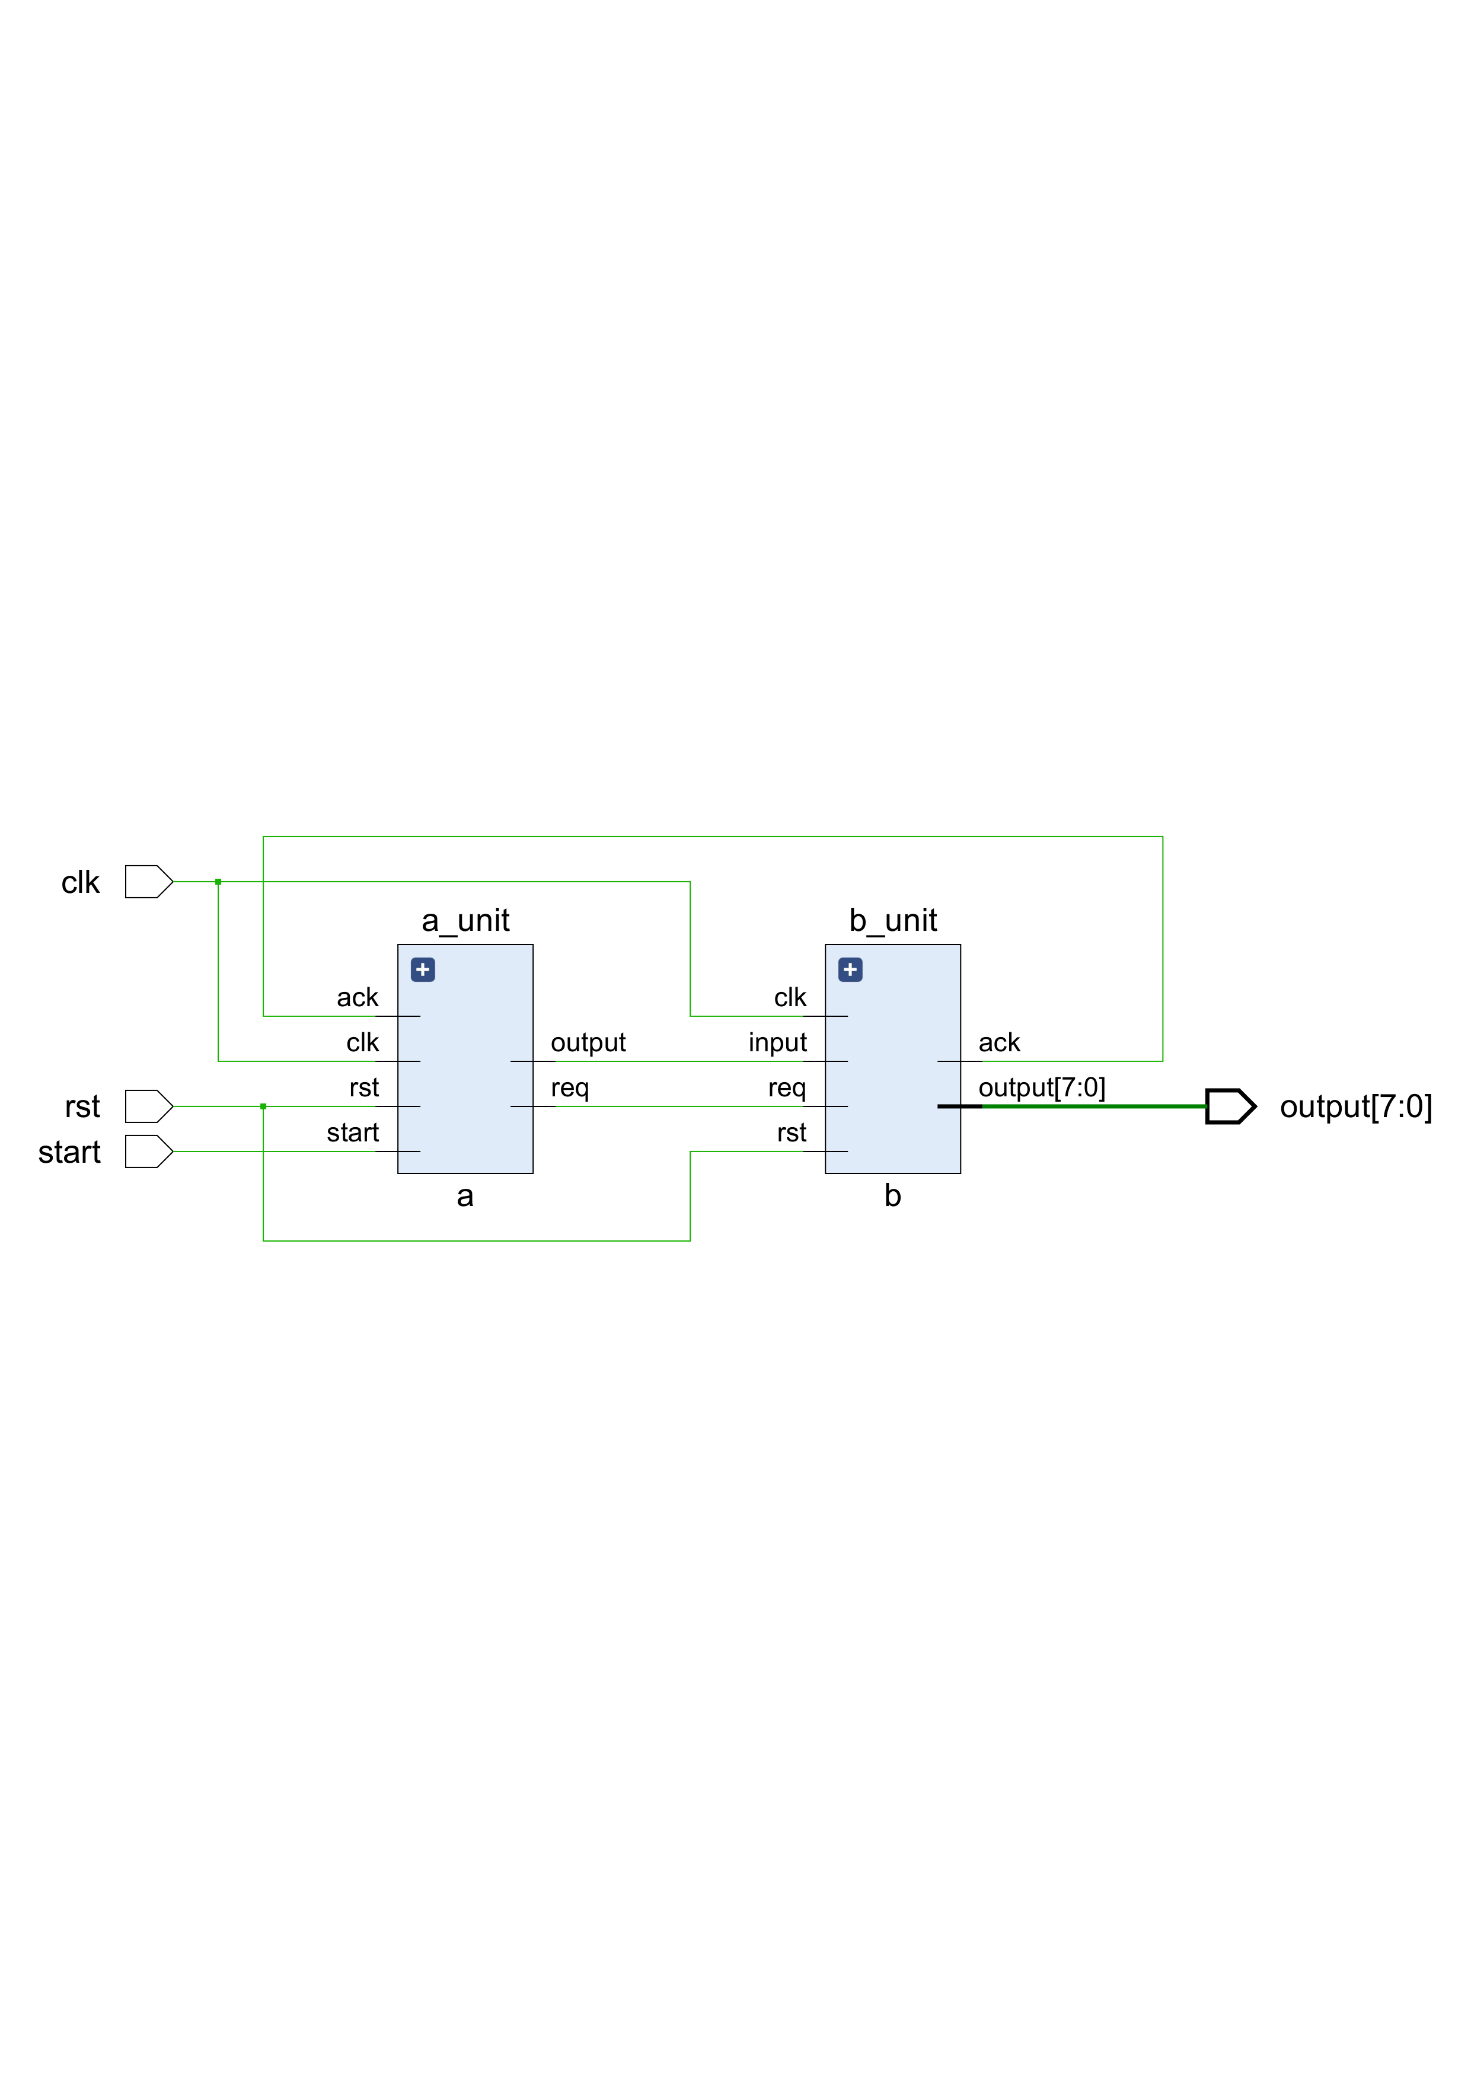 clk
a_unit
b_unit
ack
clk
clk
output
input
ack
rst
rst
req
req
output[7:0]
output[7:0]
start
start
rst
a
b